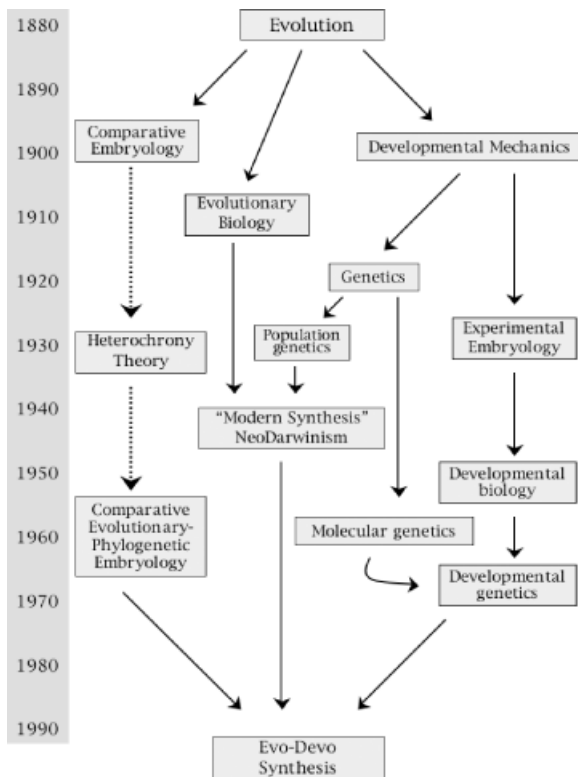 1880
Evolution
1890
Comparative
Embryology
1900
Developmental Mechanics
Evolutionary
Biology
1910
1920
Genetics
Population
genetics
1930
Heterochrony
Theory
Experimental
Embryology
1940
“Modern Synthesis”
NeoDarwinism
1950
Developmental
biology
Comparative
Evolutionary-
Phylogenetic
Embryology
1960
Molecular genetics
Developmental
genetics
1970
1980
1990
Evo-Devo
Synthesis